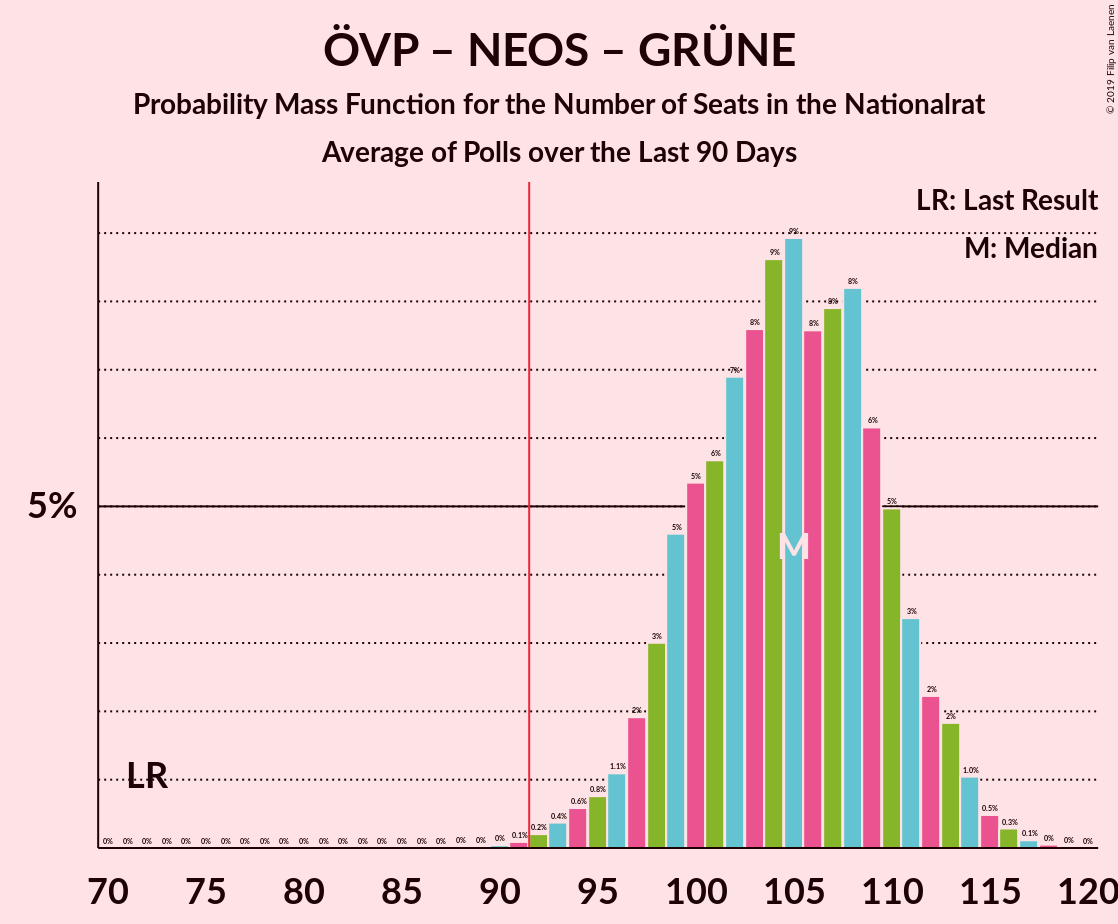 ÖVP – NEOS – GRÜNE
Probability Mass Function for the Number of Seats in the Nationalrat
Average of Polls over the Last 90 Days
© 2019 Filip van Laenen
LR: Last Result
M: Median
5%
LR
M
0% 0% 0% 0% 0% 0% 0% 0% 0% 0% 0% 0% 0% 0% 0% 0% 0% 0% 0% 0% 0% 0.1% 0.2% 0.4% 0.6% 0.8% 1.1% 2% 3% 5% 5% 6% 7% 8% 9% 9% 8% 8% 8% 6% 5% 3% 2% 2% 1.0% 0.5% 0.3% 0.1% 0% 0% 0%
70 75 80 85 90 95 100 105 110 115 120